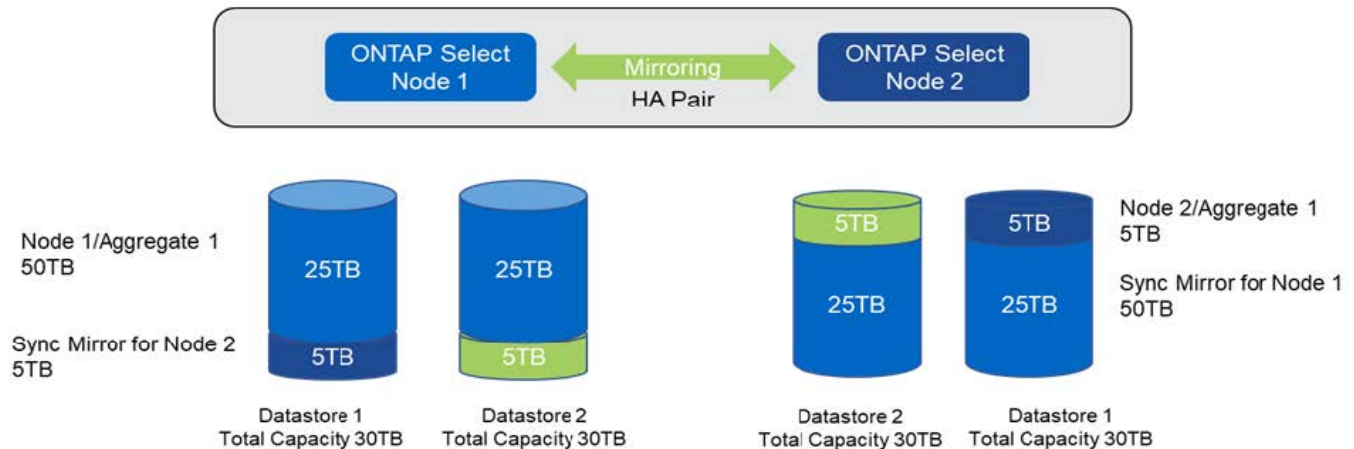 ONTAP Select
Node 1
Mirroring
HA Pair
ONTAP Select
Node 2
Node 1/Aggregate 1
50TB
Sync Mirror for Node 2
5TB
25TB
5TB
25TB
5TB
5TB
25TB
5TB
25TB
Node 2/Aggregate 1
5TB
Sync Mirror for Node 1
50TB
Datastore 1
Total Capacity 30TB
Datastore 2
Total Capacity 30TB
Datastore 2
Total Capacity 30TB
Datastore 1
Total Capacity 30TB